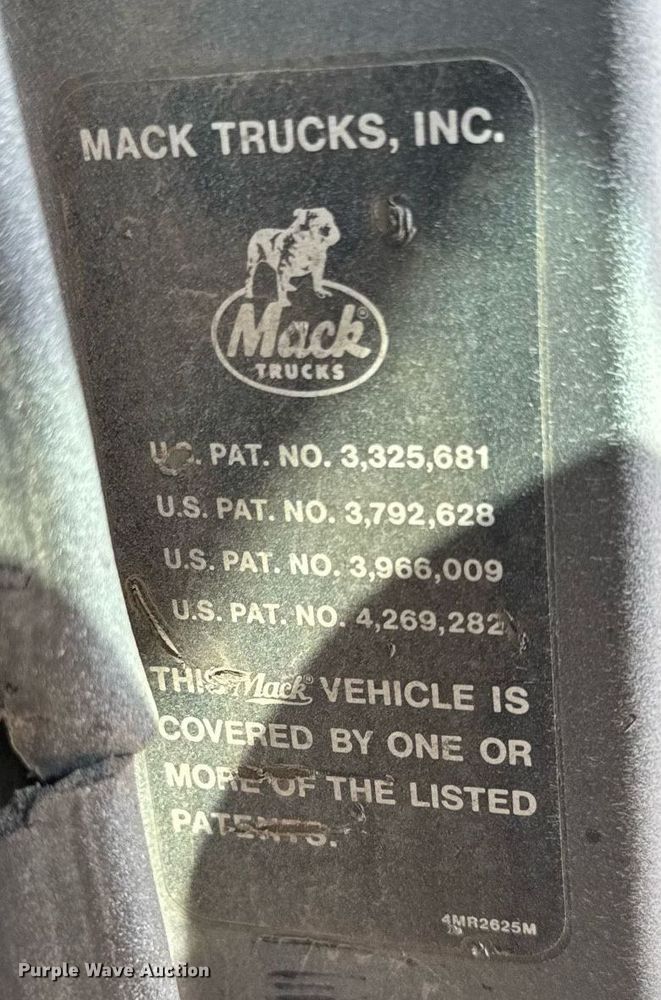 MACK TRUCKS, INC.
Mack®
TRUCKS
U.S. PAT. NO. 3,325,681
U.S. PAT. NO. 3,792,628
U.S. PAT. NO. 3,966,009
U.S. PAT. NO. 4,269,282
THIS Mack® VEHICLE IS
COVERED BY ONE OR
MORE OF THE LISTED
PATENTS.
4MR2625M
Purple Wave Auction